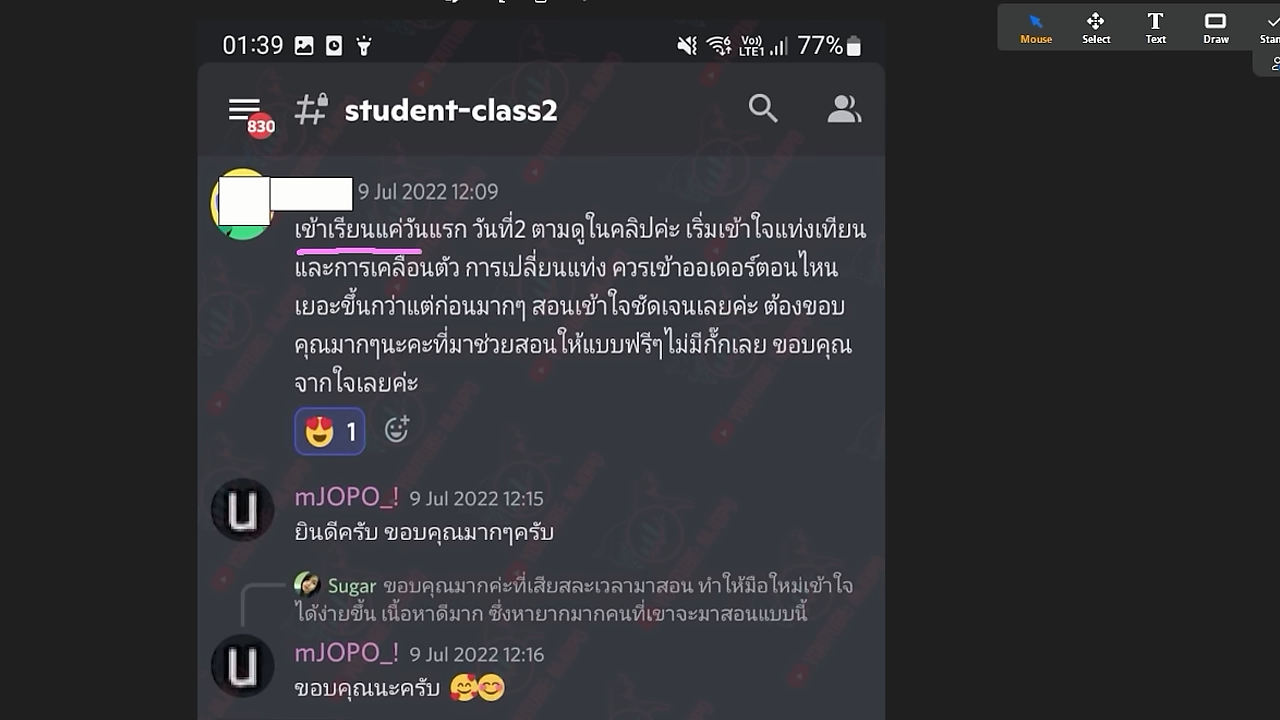 01:39
Vo)) LTE1 77%
Mouse
Select
Text
Draw
830
student-class2
9 Jul 2022 12:09
เข้าเรียนแค่วันแรก วันที่2 ตามดูในคลิปค่ะ เริ่มเข้าใจแท่งเทียน
และการเคลื่อนตัว การเปลี่ยนแท่ง ควรเข้าออเดอร์ตอนไหน
เยอะขึ้นกว่าแต่ก่อนมากๆ สอนเข้าใจชัดเจนเลยค่ะ ต้องขอบ
คุณมากๆนะคะที่มาช่วยสอนให้แบบฟรีๆไม่มีกั๊กเลย ขอบคุณ
จากใจเลยค่ะ
1
mJOPO_! 9 Jul 2022 12:15
ยินดีครับ ขอบคุณมากๆครับ
Sugar ขอบคุณมากค่ะที่เสียสละเวลามาสอน ทำให้มือใหม่เข้าใจ
ได้ง่ายขึ้น เนื้อหาดีมาก ซึ่งหายากมากคนที่เขาจะมาสอนแบบนี้
mJOPO_! 9 Jul 2022 12:16
ขอบคุณนะครับ 🥰😊